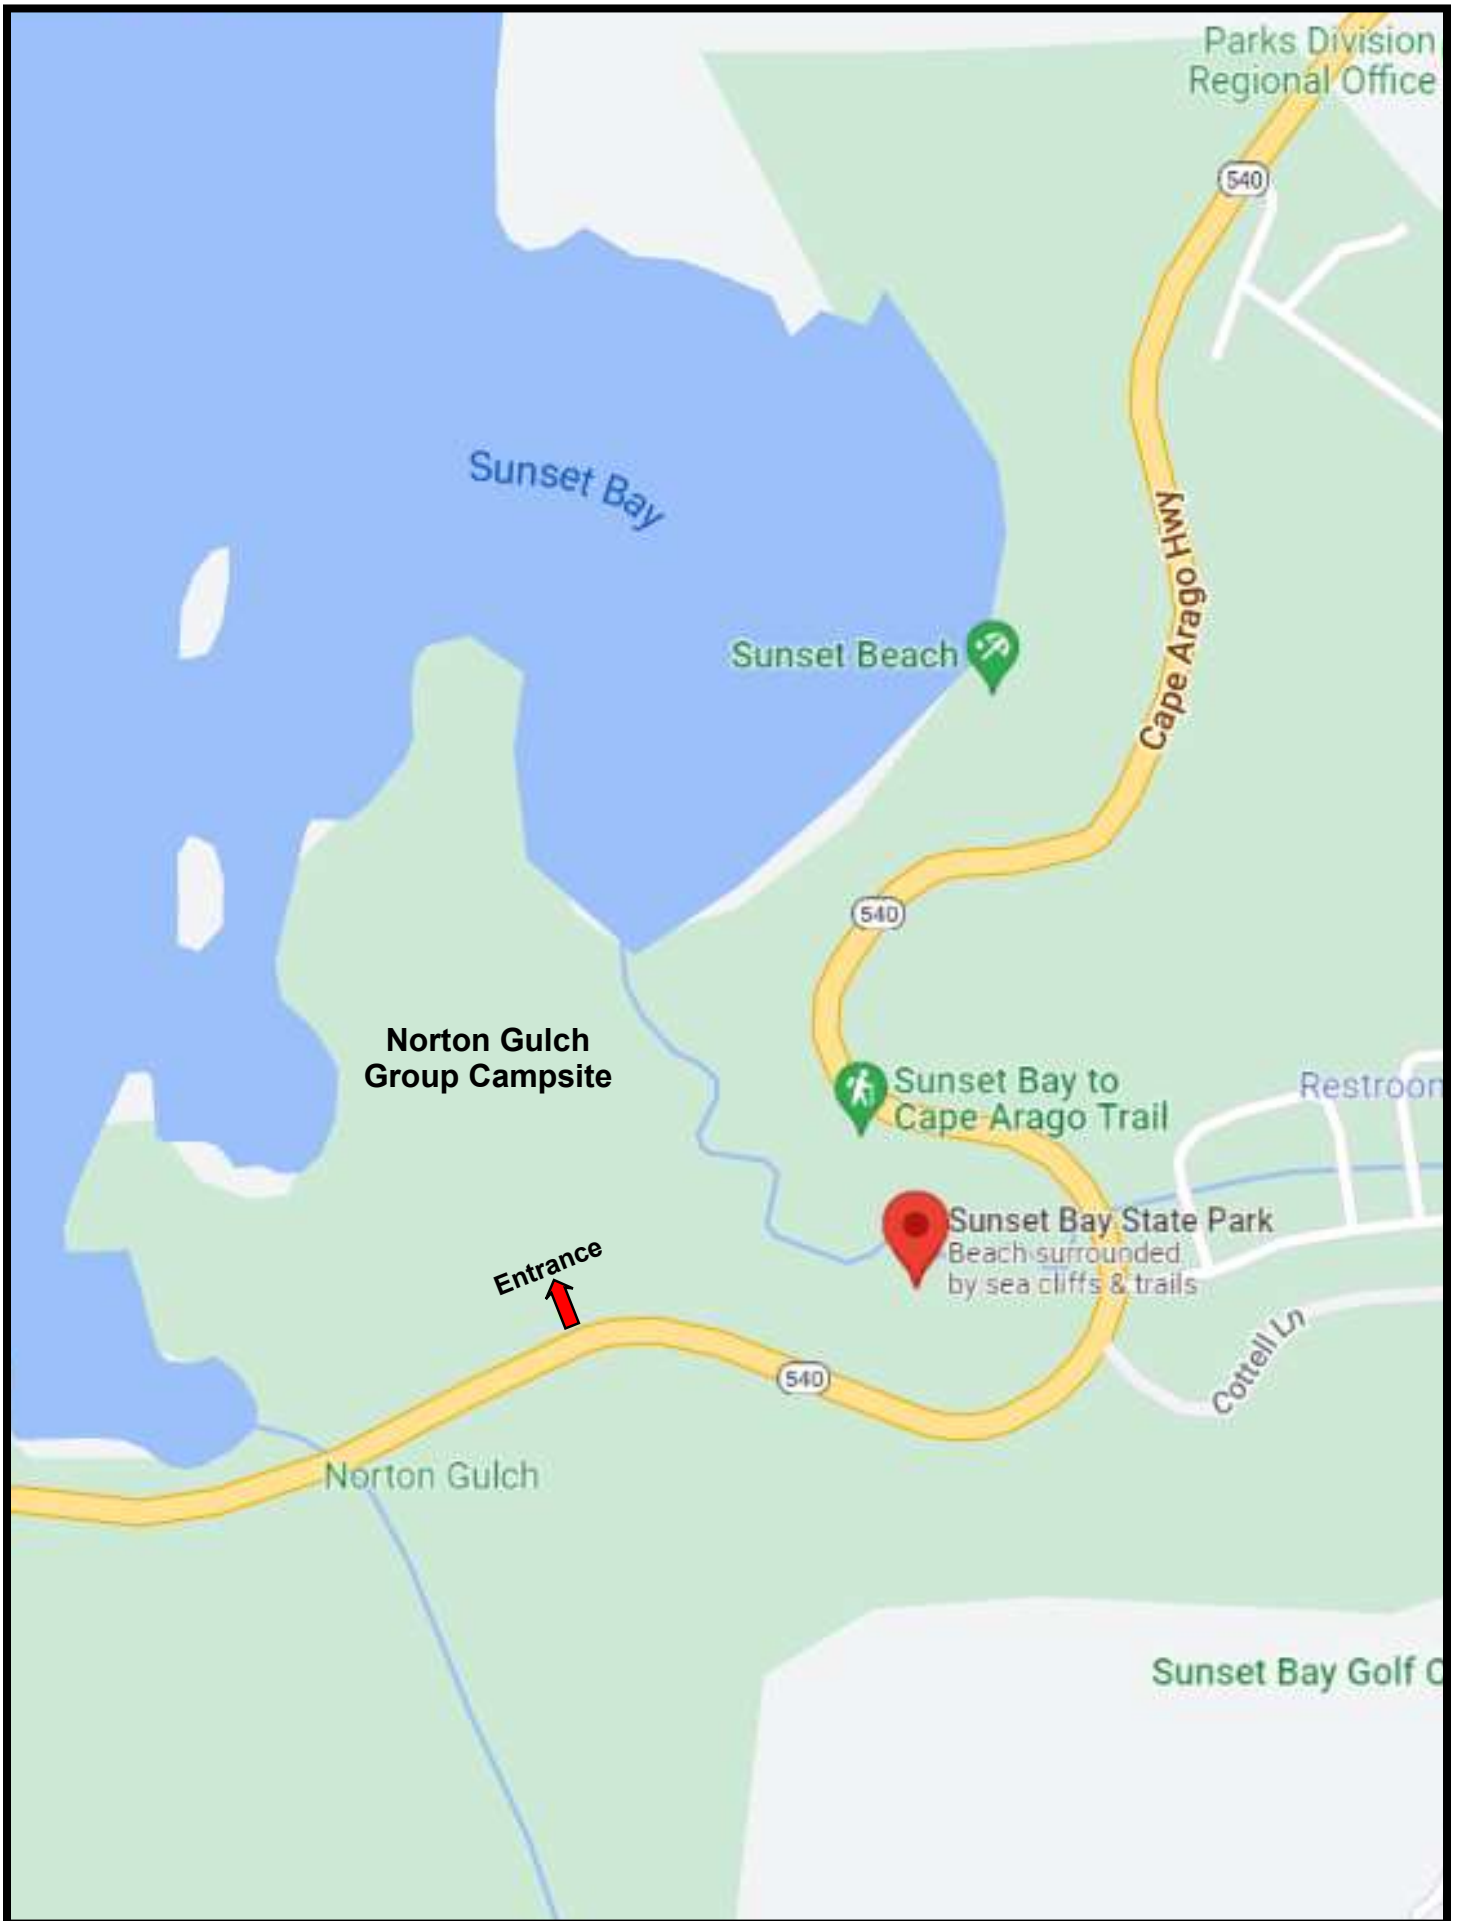 Parks Division
Regional Office
540
Sunset Bay
Cape Arago Hwy
Sunset Beach
540
Norton Gulch
Group Campsite
Sunset Bay to
Cape Arago Trail
Restroon
Sunset Bay State Park
Beach surrounded
by sea cliffs & trails
Entrance
Cottell Ln
540
Norton Gulch
Sunset Bay Golf C